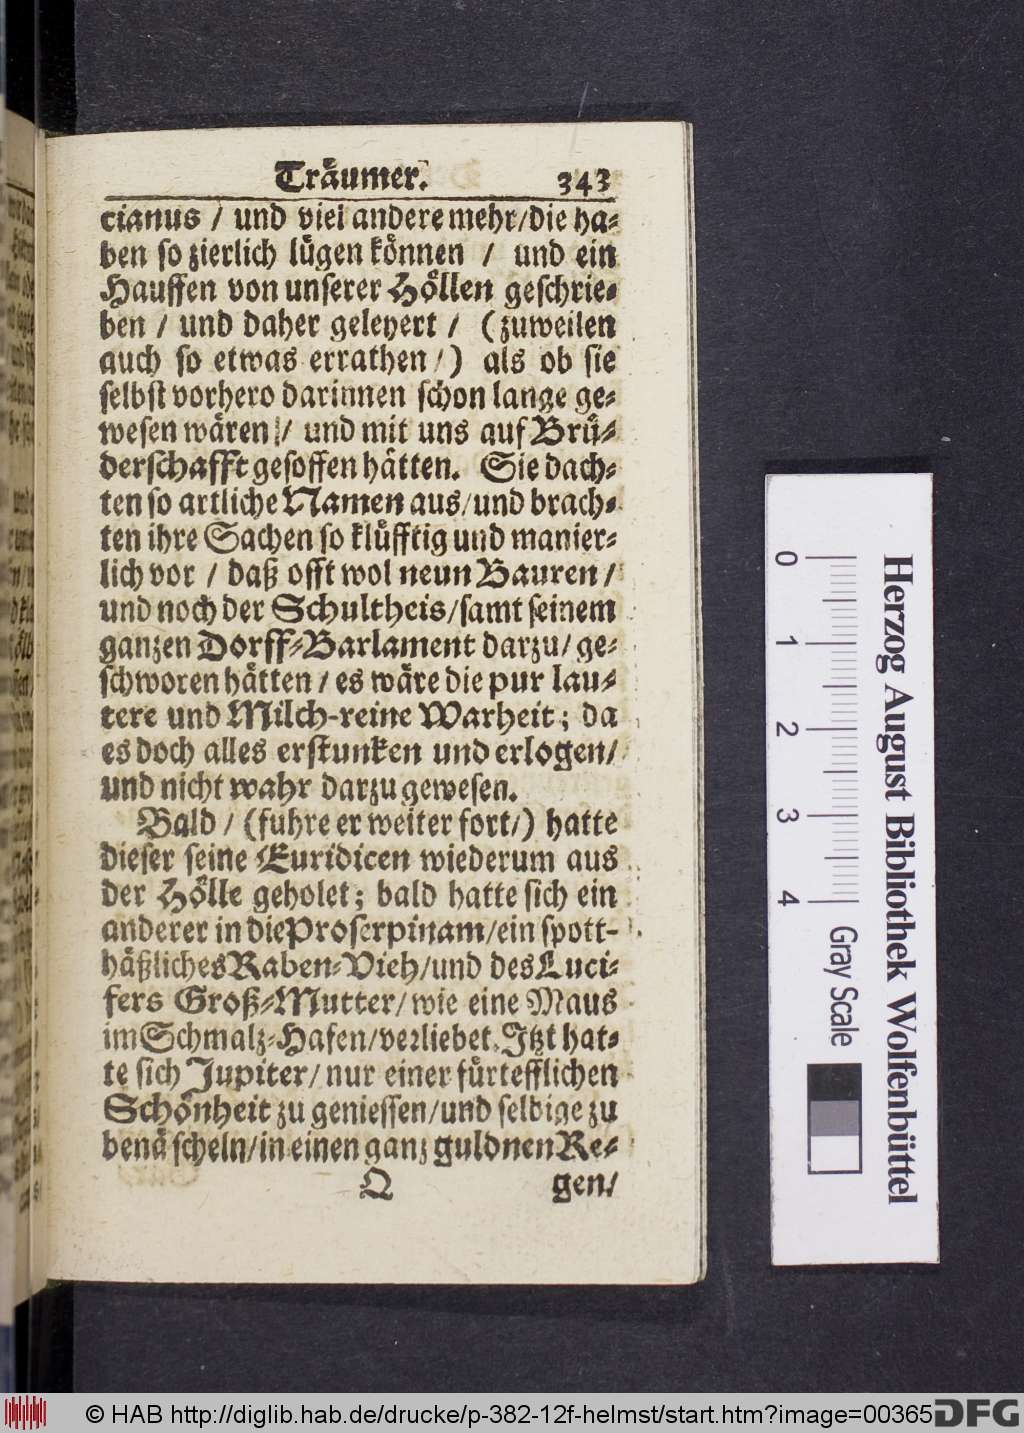 Träumer. 343
cianus / und viel andere mehr/die ha-
ben so zierlich lügen können / und ein
Hauffen von unserer Höllen geschrie-
ben / und daher geleyert / (zuweilen
auch so etwas errathen/) als ob sie
selbst vorhero darinnen schon lange ge-
wesen wären / und mit uns auf Brü-
derschafft gesoffen hätten. Sie dach-
ten so artliche Namen aus/und brach-
ten ihre Sachen so klüfftig und manier-
lich vor / daß offt wol neun Bauren /
und noch der Schultheis/samt seinem
ganzen Dorff-Barlament darzu/ ge-
schworen hätten / es wäre die pur lau-
tere und Milch-reine Warheit; da
es doch alles erstunken und erlogen/
und nicht wahr darzu gewesen.
Bald / (fuhre er weiter fort/) hatte
dieser seine Euridicen wiederum aus
der Hölle geholet; bald hatte sich ein
anderer in die Proserpinam/ein spott-
häßliches Raben-Vieh/und des Luci-
fers Groß-Mutter/wie eine Maus
im Schmalz-Hafen/verliebet. Itzt hat-
te sich Jupiter/nur einer fürtefflichen
Schönheit zu geniessen/und selbige zu
benäscheln/in einen ganz guldnen Re-
Q gen/
0 1 2 3 4 Gray Scale
Herzog August Bibliothek Wolfenbüttel
© HAB http://diglib.hab.de/drucke/p-382-12f-helmst/start.htm?image=00365
DFG